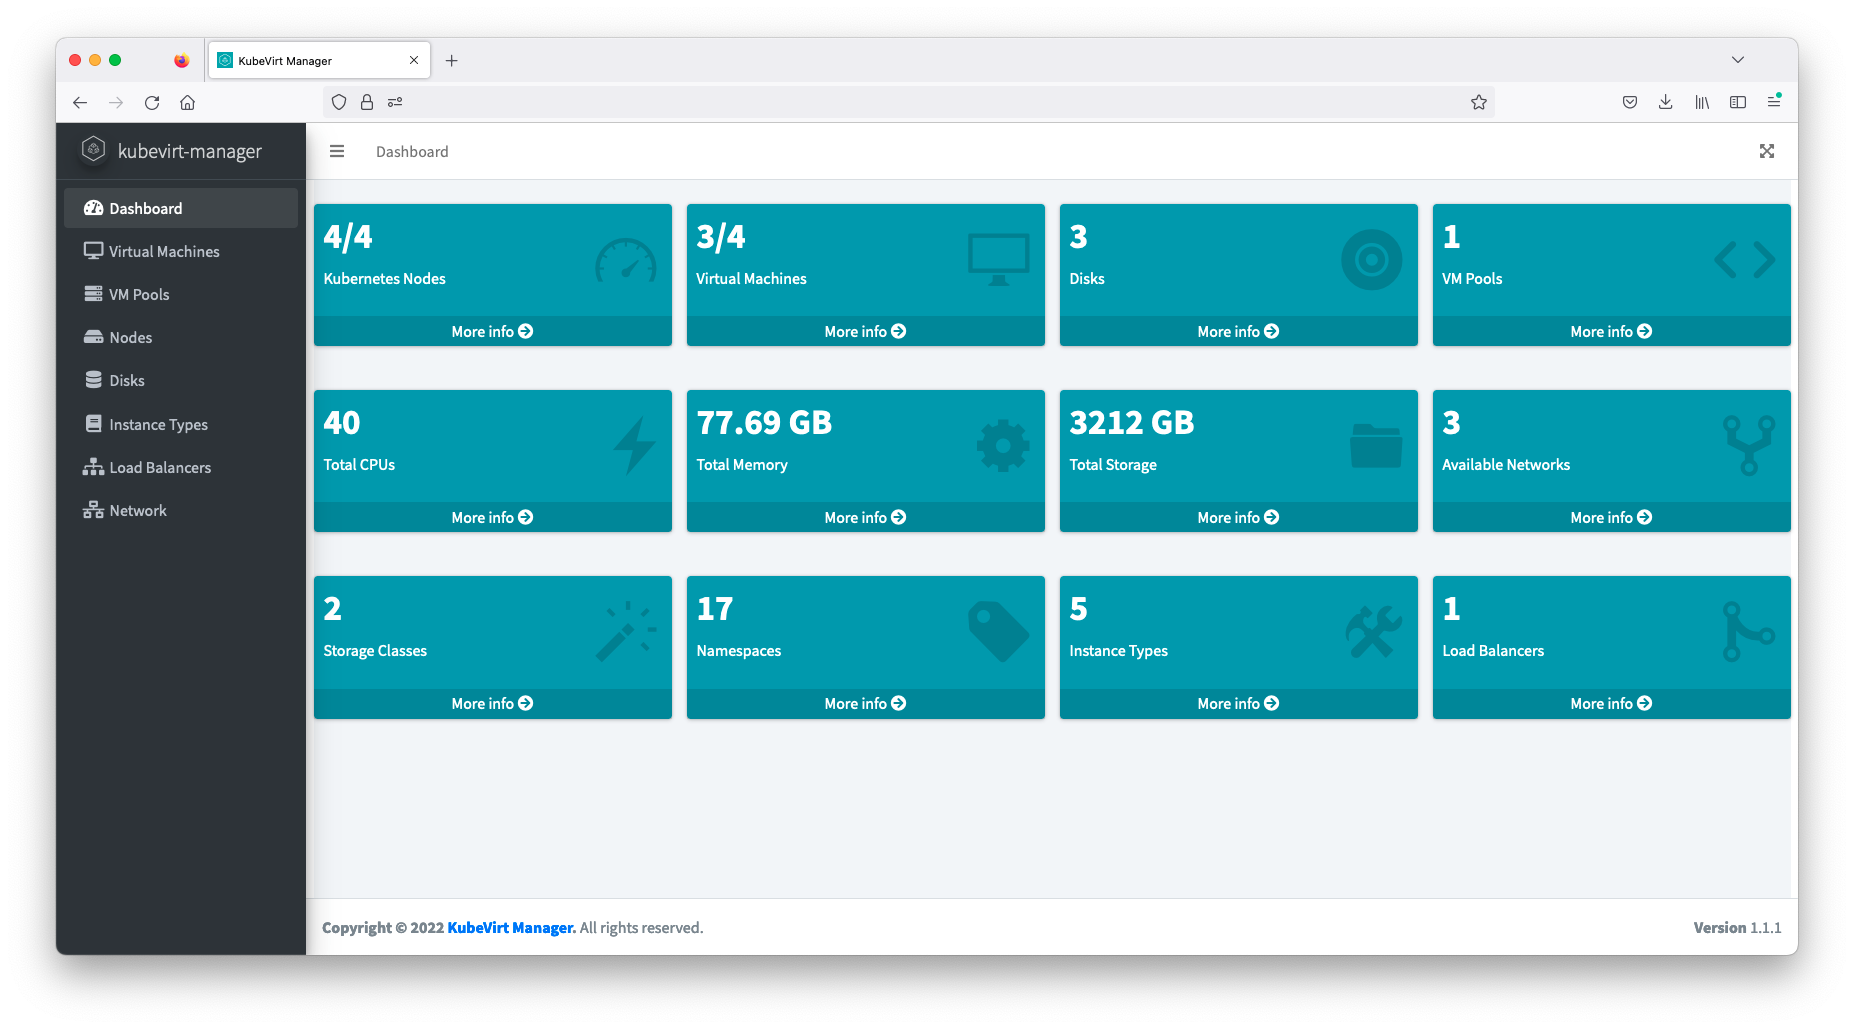 KubeVirt Manager
kubevirt-manager
Dashboard
Dashboard
Virtual Machines
VM Pools
Nodes
Disks
Instance Types
Load Balancers
Network
4/4
Kubernetes Nodes
More info
3/4
Virtual Machines
More info
3
Disks
More info
1
VM Pools
More info
40
Total CPUs
More info
77.69 GB
Total Memory
More info
3212 GB
Total Storage
More info
3
Available Networks
More info
2
Storage Classes
More info
17
Namespaces
More info
5
Instance Types
More info
1
Load Balancers
More info
Copyright © 2022 KubeVirt Manager. All rights reserved.
Version 1.1.1